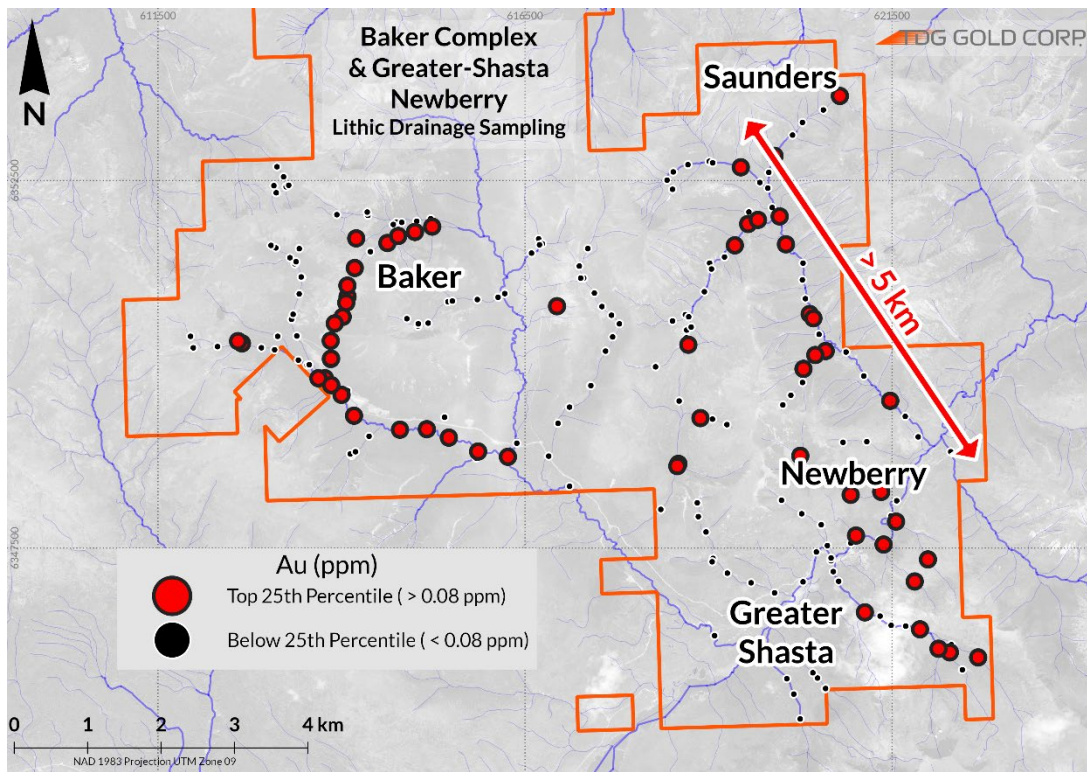 611500
616500
621500
TDG GOLD CORP
Baker Complex
& Greater-Shasta
Newberry
Lithic Drainage Sampling
N
Saunders
6352500
Baker
> 5 km
Newberry
6347500
Au (ppm)
Top 25th Percentile ( > 0.08 ppm)
Below 25th Percentile ( < 0.08 ppm)
Greater
Shasta
0 1 2 3 4 km
NAD 1983 Projection UTM Zone 09